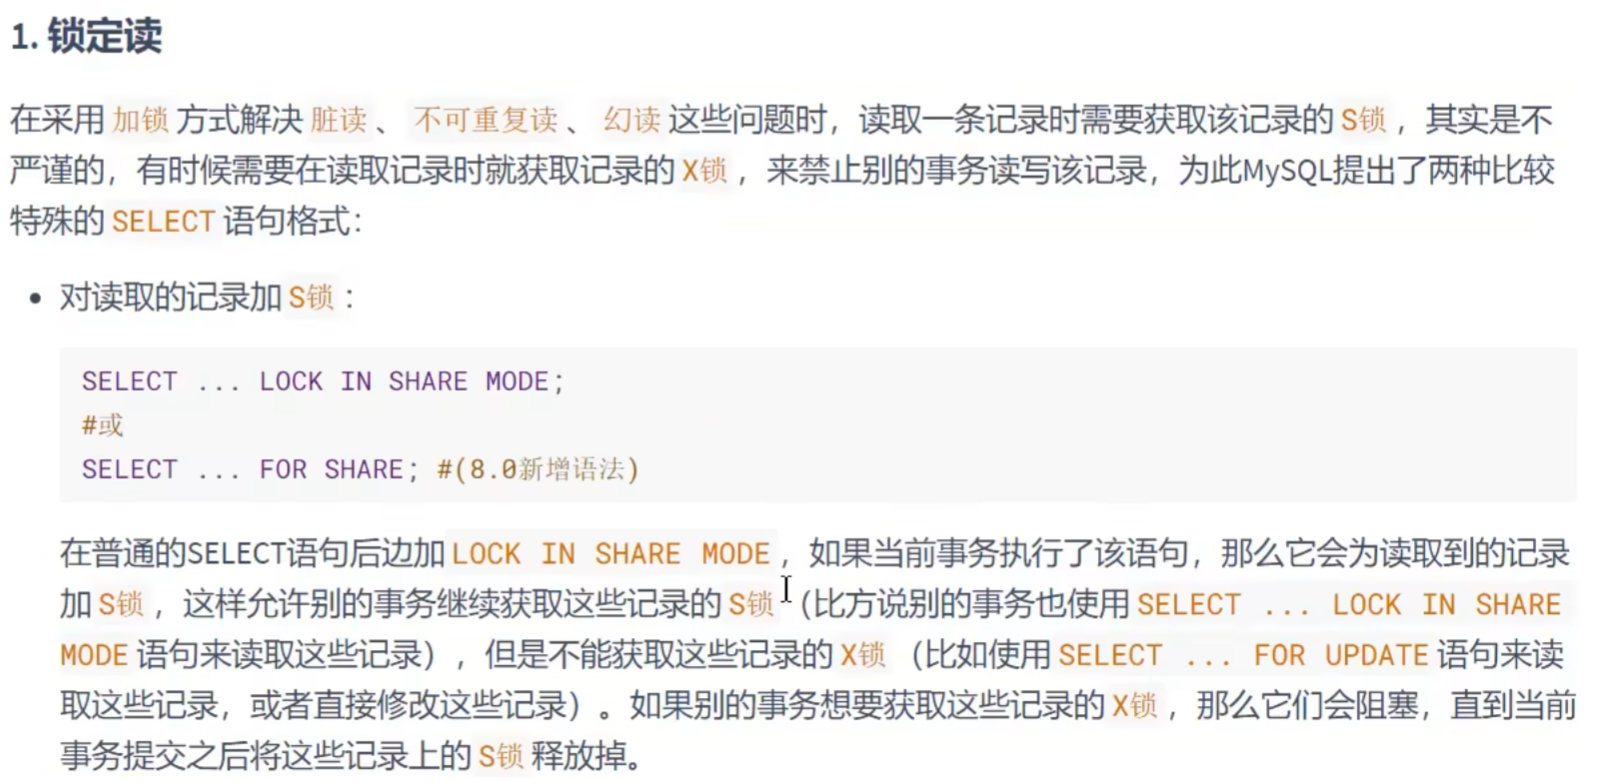 1. 锁定读
在采用 加锁 方式解决 脏读 、 不可重复读 、 幻读 这些问题时，读取一条记录时需要获取该记录的 S锁 ，其实是不
严谨的，有时候需要在读取记录时就获取记录的 X锁 ，来禁止别的事务读写该记录，为此MySQL提出了两种比较
特殊的 SELECT 语句格式：
• 对读取的记录加 S锁 ：
SELECT ... LOCK IN SHARE MODE;
#或
SELECT ... FOR SHARE; #(8.0新增语法)
在普通的SELECT语句后边加 LOCK IN SHARE MODE ，如果当前事务执行了该语句，那么它会为读取到的记录
加 S锁 ，这样允许别的事务继续获取这些记录的 S锁 （比方说别的事务也使用 SELECT ... LOCK IN SHARE
MODE 语句来读取这些记录），但是不能获取这些记录的 X锁 （比如使用 SELECT ... FOR UPDATE 语句来读
取这些记录，或者直接修改这些记录）。如果别的事务想要获取这些记录的 X锁 ，那么它们会阻塞，直到当前
事务提交之后将这些记录上的 S锁 释放掉。